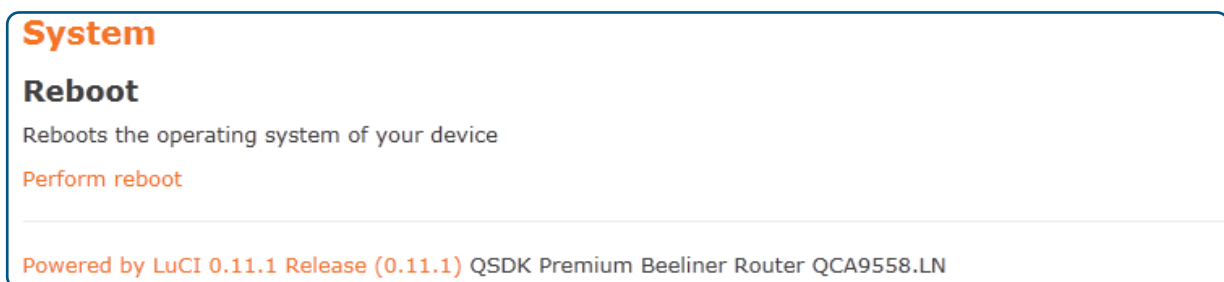 System
Reboot
Reboots the operating system of your device
Perform reboot
Powered by LuCI 0.11.1 Release (0.11.1) QSDK Premium Beeliner Router QCA9558.LN